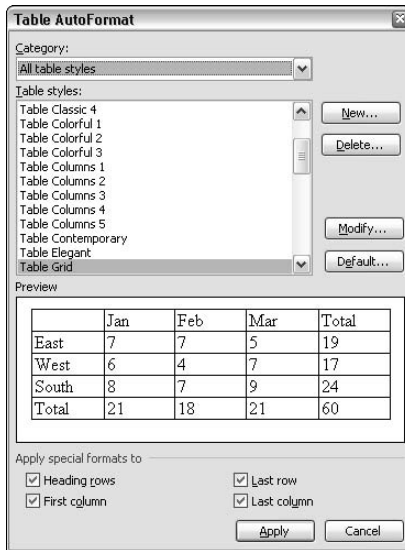 Table AutoFormat
Category:
All table styles
Table styles:
Table Classic 4
Table Colorful 1
Table Colorful 2
Table Colorful 3
Table Columns 1
Table Columns 2
Table Columns 3
Table Columns 4
Table Columns 5
Table Contemporary
Table Elegant
Table Grid
New...
Delete...
Modify...
Default...
Preview
Jan Feb Mar Total
East 7 7 5 19
West 6 4 7 17
South 8 7 9 24
Total 21 18 21 60
Apply special formats to
Heading rows Last row
First column Last column
Apply Cancel